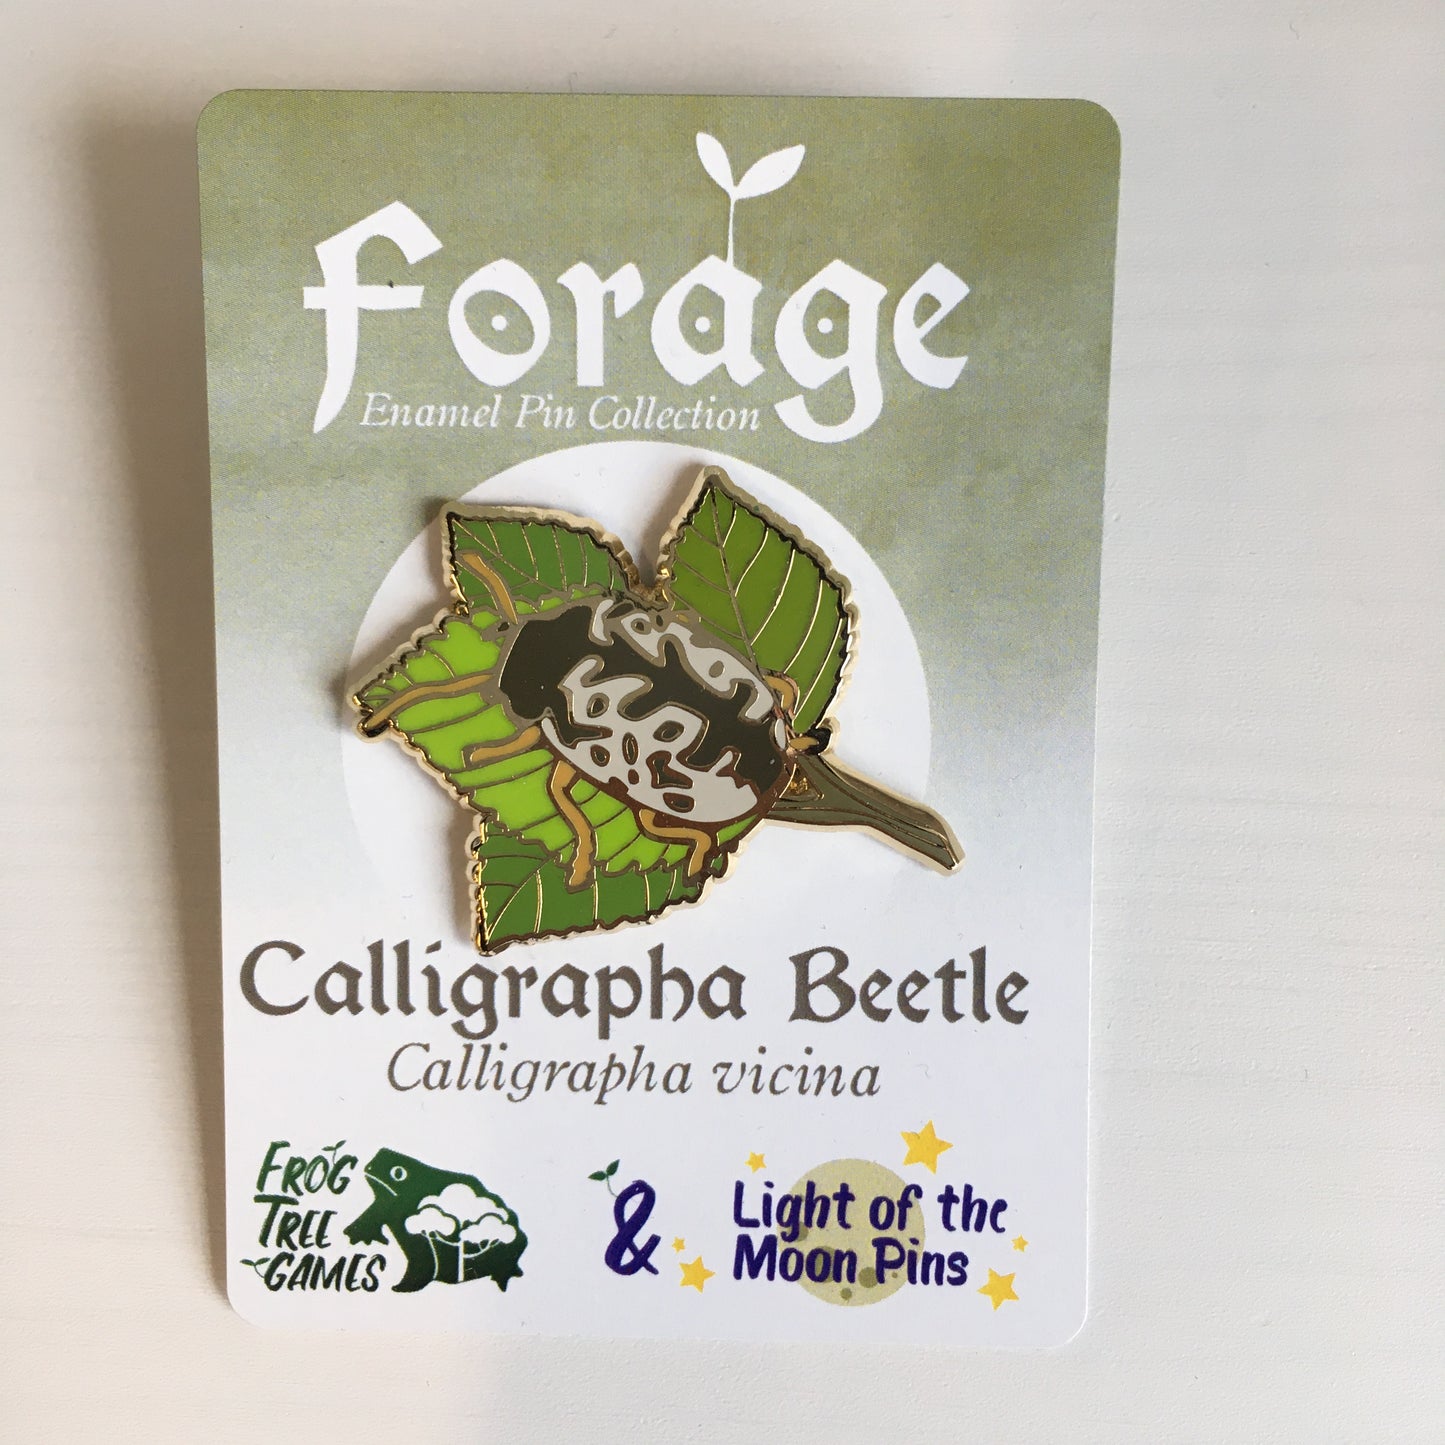 Forage
Enamel Pin Collection
Calligrapha Beetle
Calligrapha vicina
FROG
TREE
GAMES
&
Light of the
Moon Pins